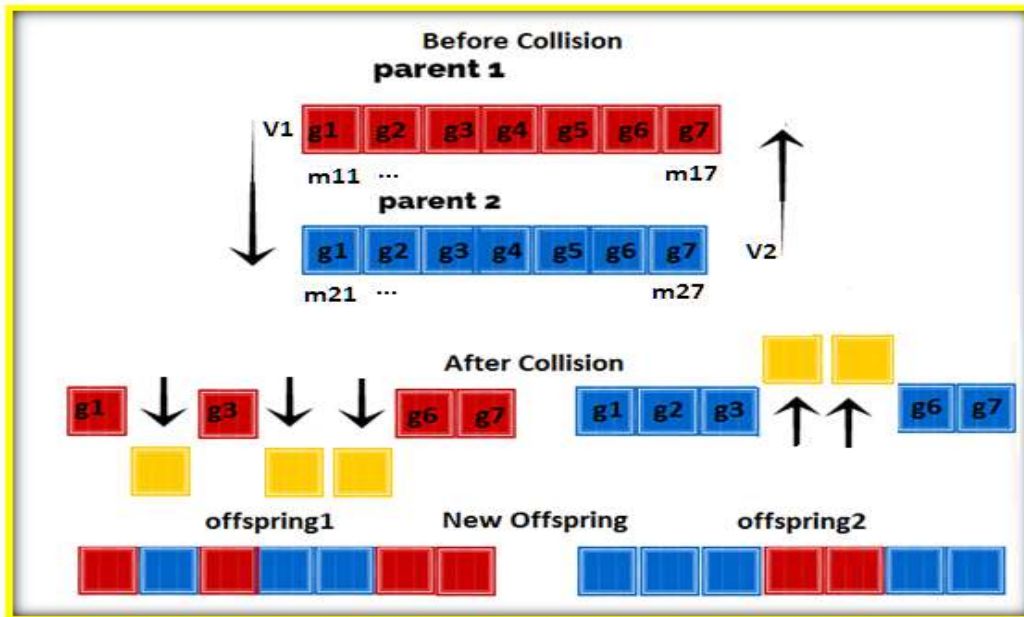 Before Collision
parent 1
V1 g1 g2 g3 g4 g5 g6 g7
m11 ... m17
parent 2
g1 g2 g3 g4 g5 g6 g7 V2
m21 ... m27
After Collision
g1 g3 g6 g7 g1 g2 g3 g6 g7
offspring1 New Offspring offspring2